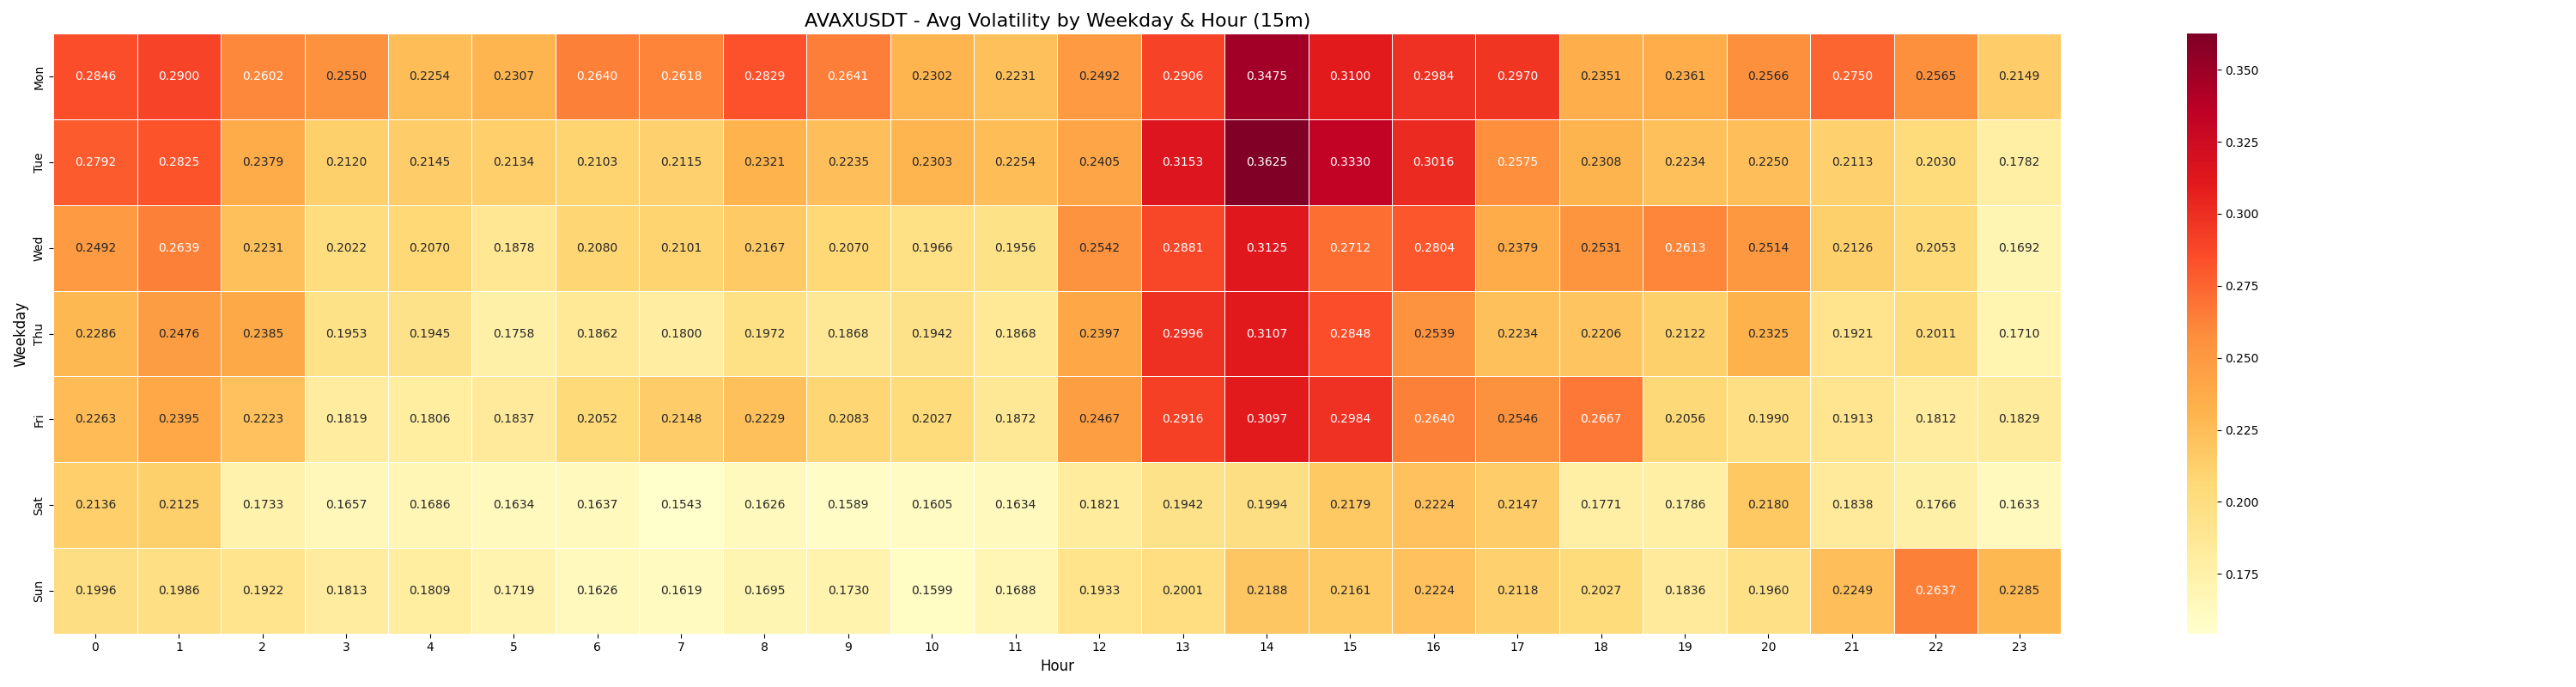 AVAXUSDT - Avg Volatility by Weekday & Hour (15m)
Mon 0.2846 0.2900 0.2602 0.2550 0.2254 0.2307 0.2640 0.2618 0.2829 0.2641 0.2302 0.2231 0.2492 0.2906 0.3475 0.3100 0.2984 0.2970 0.2351 0.2361 0.2566 0.2750 0.2565 0.2149
Tue 0.2792 0.2825 0.2379 0.2120 0.2145 0.2134 0.2103 0.2115 0.2321 0.2235 0.2303 0.2254 0.2405 0.3153 0.3625 0.3330 0.3016 0.2575 0.2308 0.2234 0.2250 0.2113 0.2030 0.1782
Wed 0.2492 0.2639 0.2231 0.2022 0.2070 0.1878 0.2080 0.2101 0.2167 0.2070 0.1966 0.1956 0.2542 0.2881 0.3125 0.2712 0.2804 0.2379 0.2531 0.2613 0.2514 0.2126 0.2053 0.1692
Thu 0.2286 0.2476 0.2385 0.1953 0.1945 0.1758 0.1862 0.1800 0.1972 0.1868 0.1942 0.1868 0.2397 0.2996 0.3107 0.2848 0.2539 0.2234 0.2206 0.2122 0.2325 0.1921 0.2011 0.1710
Fri 0.2263 0.2395 0.2223 0.1819 0.1806 0.1837 0.2052 0.2148 0.2229 0.2083 0.2027 0.1872 0.2467 0.2916 0.3097 0.2984 0.2640 0.2546 0.2667 0.2056 0.1990 0.1913 0.1812 0.1829
Sat 0.2136 0.2125 0.1733 0.1657 0.1686 0.1634 0.1637 0.1543 0.1626 0.1589 0.1605 0.1634 0.1821 0.1942 0.1994 0.2179 0.2224 0.2147 0.1771 0.1786 0.2180 0.1838 0.1766 0.1633
Sun 0.1996 0.1986 0.1922 0.1813 0.1809 0.1719 0.1626 0.1619 0.1695 0.1730 0.1599 0.1688 0.1933 0.2001 0.2188 0.2161 0.2224 0.2118 0.2027 0.1836 0.1960 0.2249 0.2637 0.2285
Weekday
0 1 2 3 4 5 6 7 8 9 10 11 12 13 14 15 16 17 18 19 20 21 22 23
Hour
0.350
0.325
0.300
0.275
0.250
0.225
0.200
0.175